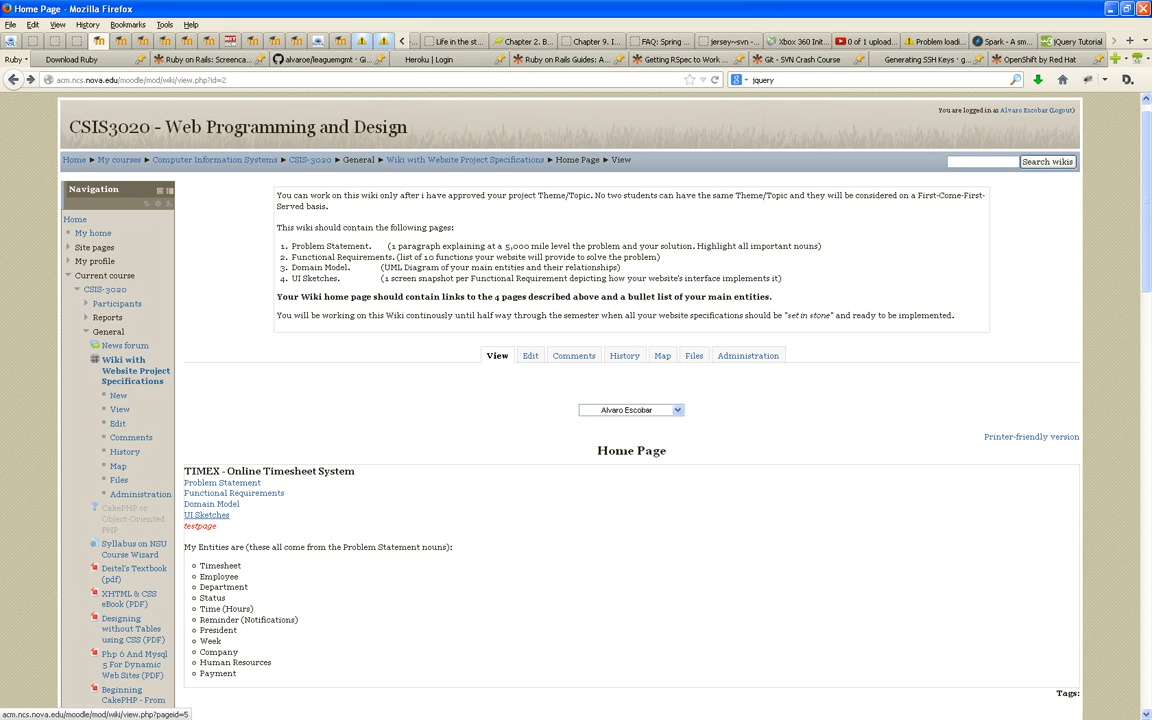 Home Page - Mozilla Firefox
File Edit View History Bookmarks Tools Help
Life in the st Chapter 2. B... Chapter 9. I... FAQ: Spring ... jersey~svn - ... Xbox 360 Init... 0 of 1 upload... Problem loadi... Spark - A sm... jQuery Tutorial
Ruby Download Ruby Ruby on Rails: Screenca... alvaroe/leaguemgmt · Gi... Heroku | Login Ruby on Rails Guides: A... Getting RSpec to Work ... Git - SVN Crash Course Generating SSH Keys · g... OpenShift by Red Hat
acm.ncs.nova.edu/moodle/mod/wiki/view.php?id=2 jquery
You are logged in as Alvaro Escobar (Logout)
CSIS3020 - Web Programming and Design
Home ► My courses ► Computer Information Systems ► CSIS-3020 ► General ► Wiki with Website Project Specifications ► Home Page ► View Search wikis
Navigation
Home
My home
Site pages
My profile
Current course
CSIS-3020
Participants
Reports
General
News forum
Wiki with
Website Project
Specifications
New
View
Edit
Comments
History
Map
Files
Administration
CakePHP or
Object-Oriented
PHP
Syllabus on NSU
Course Wizard
Deitel's Textbook
(pdf)
XHTML & CSS
eBook (PDF)
Designing
without Tables
using CSS (PDF)
Php 6 And Mysql
5 For Dynamic
Web Sites (PDF)
Beginning
CakePHP - From
You can work on this wiki only after i have approved your project Theme/Topic. No two students can have the same Theme/Topic and they will be considered on a First-Come-First-
Served basis.
This wiki should contain the following pages:
1. Problem Statement. (1 paragraph explaining at a 5,000 mile level the problem and your solution. Highlight all important nouns)
2. Functional Requirements. (list of 10 functions your website will provide to solve the problem)
3. Domain Model. (UML Diagram of your main entities and their relationships)
4. UI Sketches. (1 screen snapshot per Functional Requirement depicting how your website's interface implements it)
Your Wiki home page should contain links to the 4 pages described above and a bullet list of your main entities.
You will be working on this Wiki continously until half way through the semester when all your website specifications should be "set in stone" and ready to be implemented.
View Edit Comments History Map Files Administration
Alvaro Escobar
Printer-friendly version
Home Page
TIMEX - Online Timesheet System
Problem Statement
Functional Requirements
Domain Model
UI Sketches
testpage
My Entities are (these all come from the Problem Statement nouns):
Timesheet
Employee
Department
Status
Time (Hours)
Reminder (Notifications)
President
Week
Company
Human Resources
Payment
Tags:
acm.ncs.nova.edu/moodle/mod/wiki/view.php?pageid=5